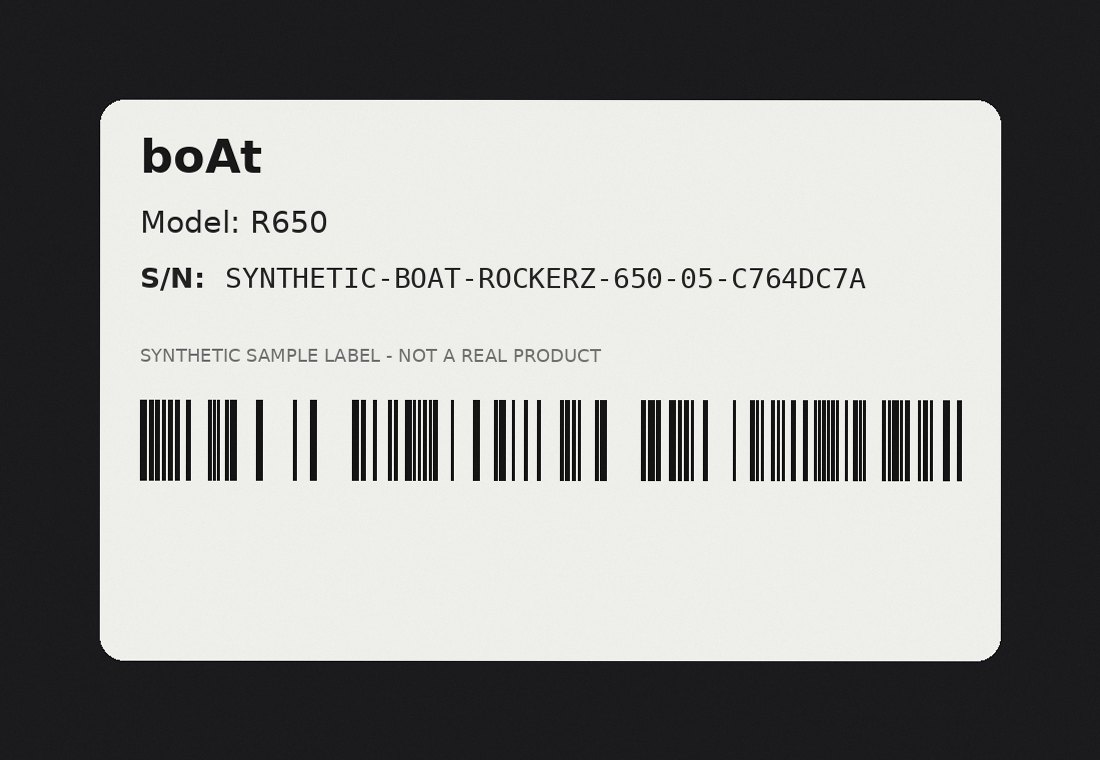 boAt
Model: R650
S/N: SYNTHETIC-BOAT-ROCKERZ-650-05-C764DC7A
SYNTHETIC SAMPLE LABEL - NOT A REAL PRODUCT